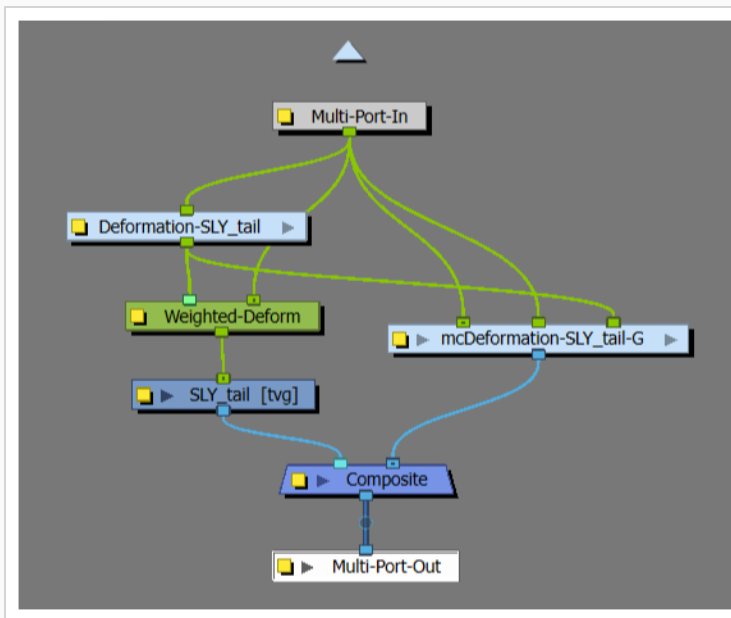 Multi-Port-In
Deformation-SLY_tail
Weighted-Deform
mcDeformation-SLY_tail-G
SLY_tail [tvg]
Composite
Multi-Port-Out